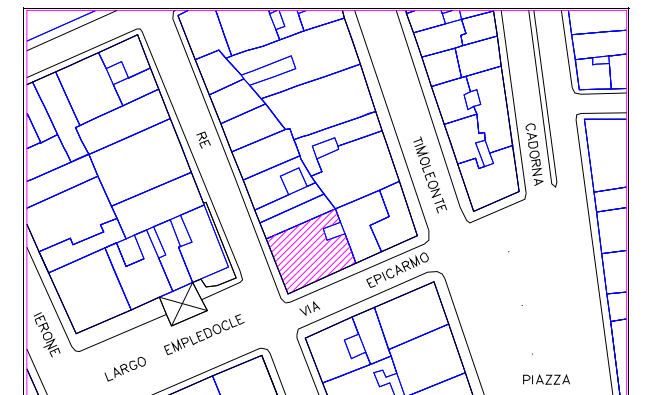 RE
TIMOLEONTE
CADORNA
IERONE
LARGO EMPLEDOCLE
VIA EPICARMO
PIAZZA